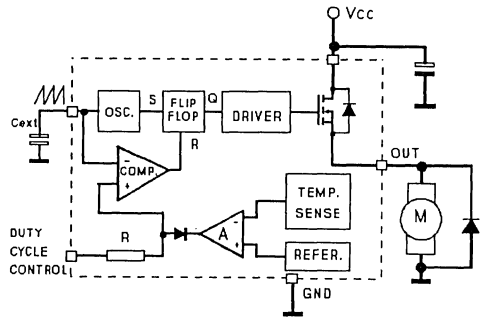 Vcc
Cext
OSC.
S
FLIP
FLOP
Q
DRIVER
R
- COMP. +
OUT
M
TEMP.
SENSE
- A +
REFER.
DUTY
CYCLE
CONTROL
R
GND